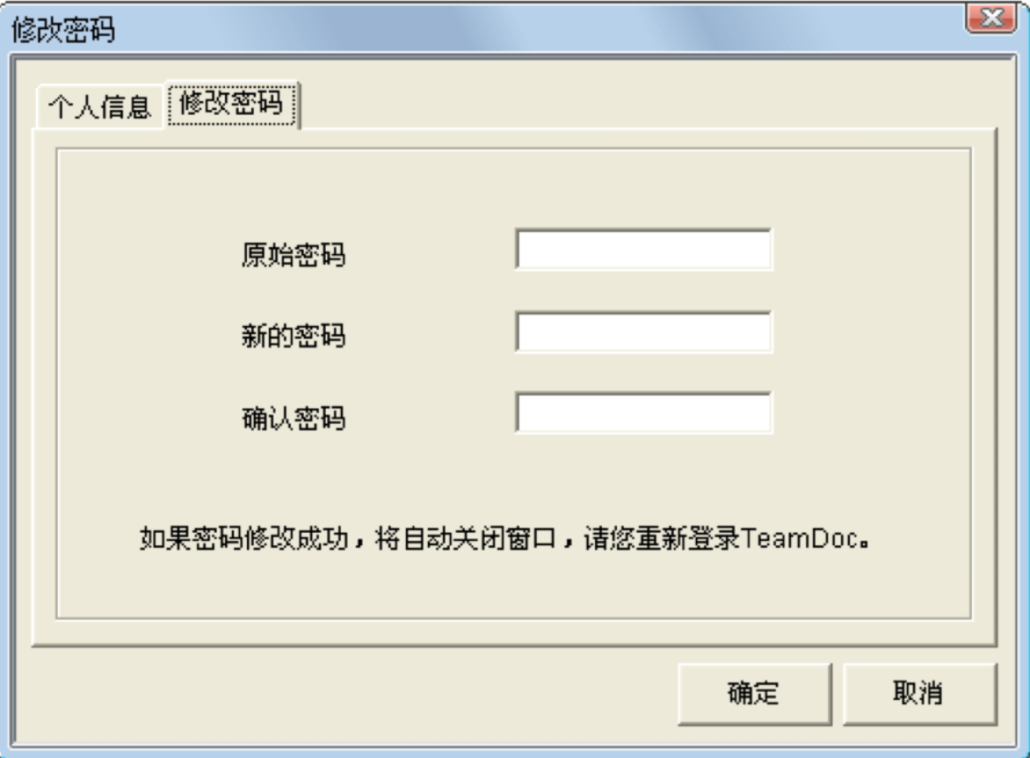 修改密码
个人信息 修改密码
原始密码
新的密码
确认密码
如果密码修改成功，将自动关闭窗口，请您重新登录TeamDoc。
确定 取消